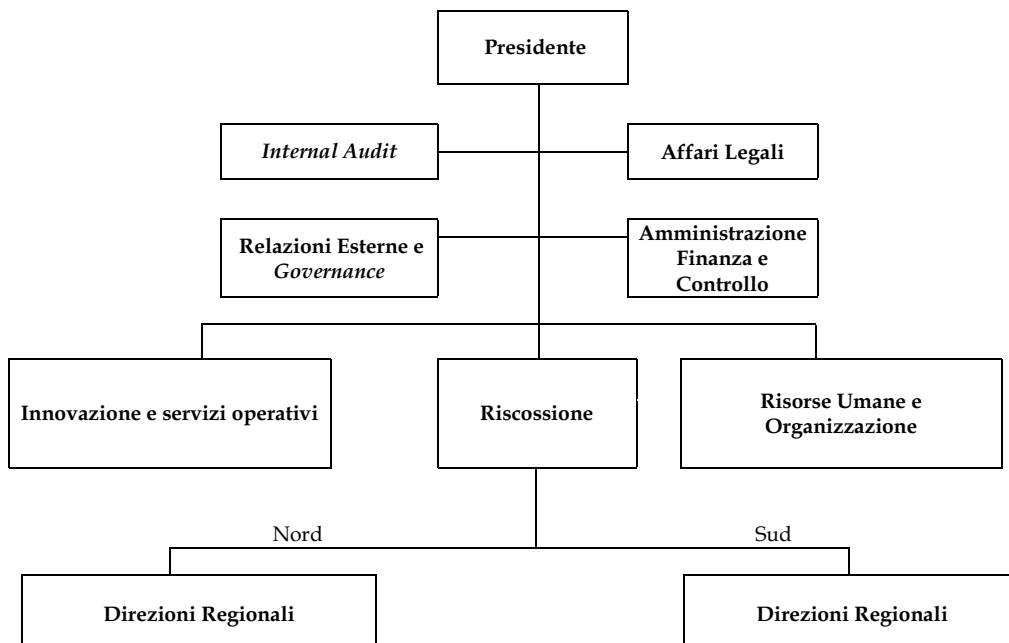 Presidente
Internal Audit
Affari Legali
Relazioni Esterne e
Governance
Amministrazione
Finanza e
Controllo
Innovazione e servizi operativi
Riscossione
Risorse Umane e
Organizzazione
Nord
Sud
Direzioni Regionali
Direzioni Regionali